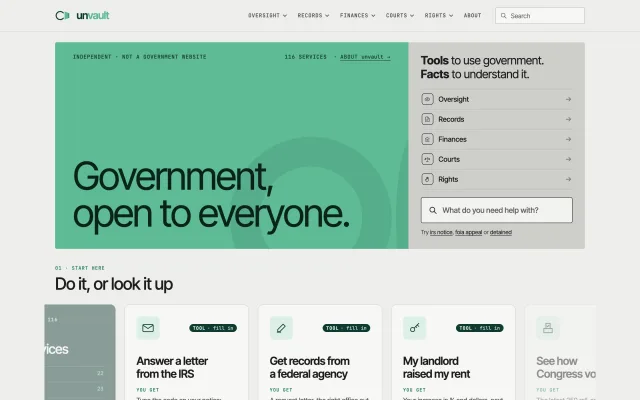 unvault
OVERSIGHT
RECORDS
FINANCES
COURTS
RIGHTS
ABOUT
Search
INDEPENDENT · NOT A GOVERNMENT WEBSITE
116 SERVICES · ABOUT unvault →
Government,
open to everyone.
Tools to use government.
Facts to understand it.
Oversight →
Records →
Finances →
Courts →
Rights →
What do you need help with?
Try irs notice, foia appeal or detained
01 · START HERE
Do it, or look it up
116
vices
TOOL · fill in
Answer a letter
from the IRS
YOU GET
TOOL · fill in
Get records from
a federal agency
YOU GET
TOOL · fill in
My landlord
raised my rent
YOU GET
See how
Congress vo
YOU GET